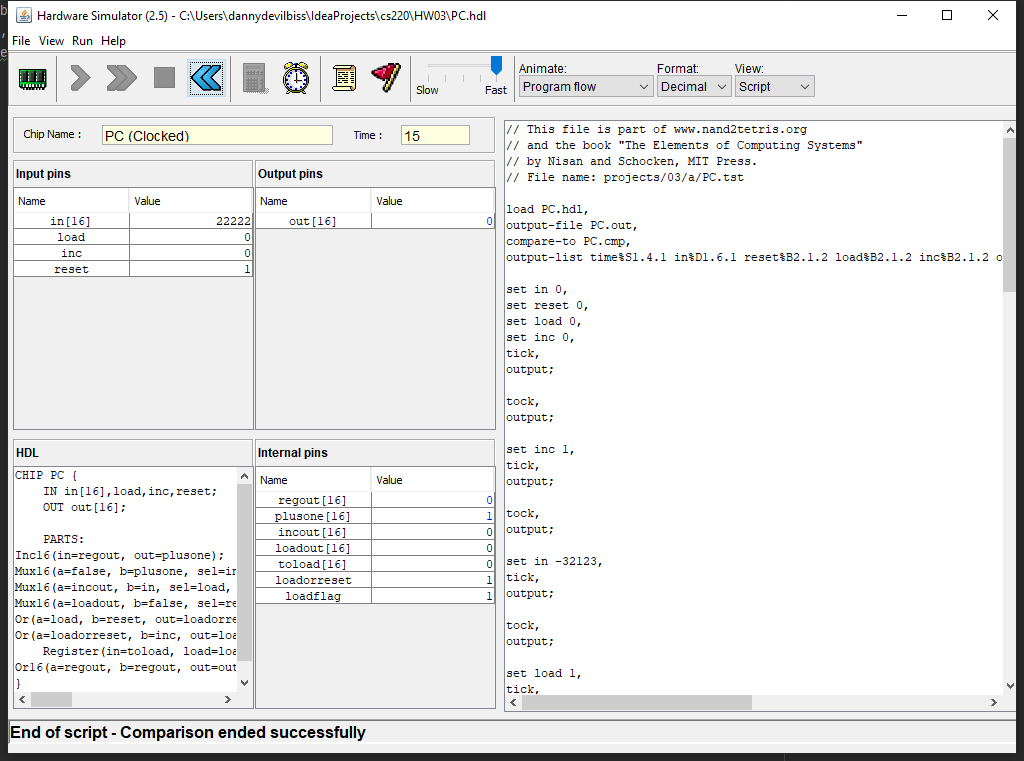 Hardware Simulator (2.5) - C:\Users\dannydevilbiss\IdeaProjects\cs220\HW03\PC.hdl
File View Run Help
Slow Fast
Animate: Format: View:
Program flow Decimal Script
Chip Name : PC (Clocked) Time : 15
Input pins
Name Value
in[16] 22222
load 0
inc 0
reset 1
Output pins
Name Value
out[16] 0
HDL
CHIP PC {
IN in[16],load,inc,reset;
OUT out[16];
PARTS:
Inc16(in=regout, out=plusone);
Mux16(a=false, b=plusone, sel=in
Mux16(a=incout, b=in, sel=load,
Mux16(a=loadout, b=false, sel=re
Or(a=load, b=reset, out=loadorre
Or(a=loadorreset, b=inc, out=loa
Register(in=toload, load=loa
Or16(a=regout, b=regout, out=out
}
Internal pins
Name Value
regout[16] 0
plusone[16] 1
incout[16] 0
loadout[16] 0
toload[16] 0
loadorreset 1
loadflag 1
// This file is part of www.nand2tetris.org
// and the book "The Elements of Computing Systems"
// by Nisan and Schocken, MIT Press.
// File name: projects/03/a/PC.tst
load PC.hdl,
output-file PC.out,
compare-to PC.cmp,
output-list time%S1.4.1 in%D1.6.1 reset%B2.1.2 load%B2.1.2 inc%B2.1.2 o
set in 0,
set reset 0,
set load 0,
set inc 0,
tick,
output;
tock,
output;
set inc 1,
tick,
output;
tock,
output;
set in -32123,
tick,
output;
tock,
output;
set load 1,
tick,
End of script - Comparison ended successfully